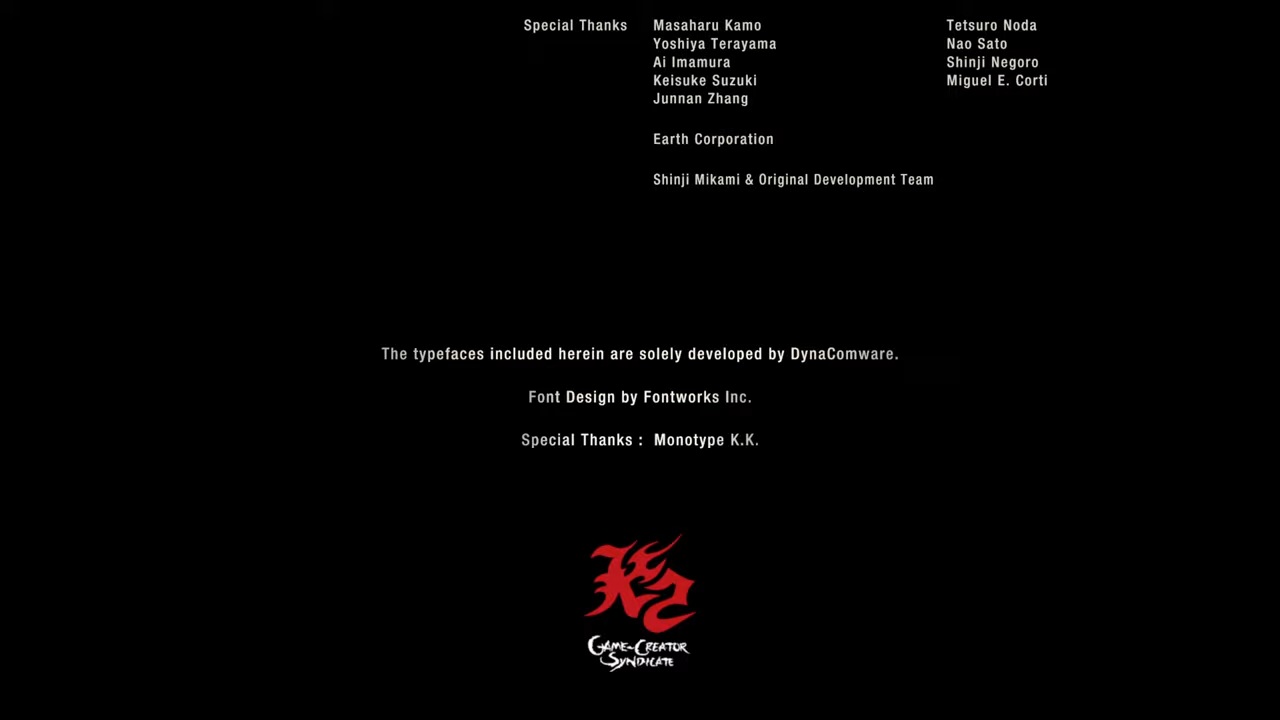 Special Thanks Masaharu Kamo Tetsuro Noda
Yoshiya Terayama Nao Sato
Ai Imamura Shinji Negoro
Keisuke Suzuki Miguel E. Corti
Junnan Zhang
Earth Corporation
Shinji Mikami & Original Development Team
The typefaces included herein are solely developed by DynaComware.
Font Design by Fontworks Inc.
Special Thanks : Monotype K.K.
K2
GAME-CREATOR
SYNDICATE